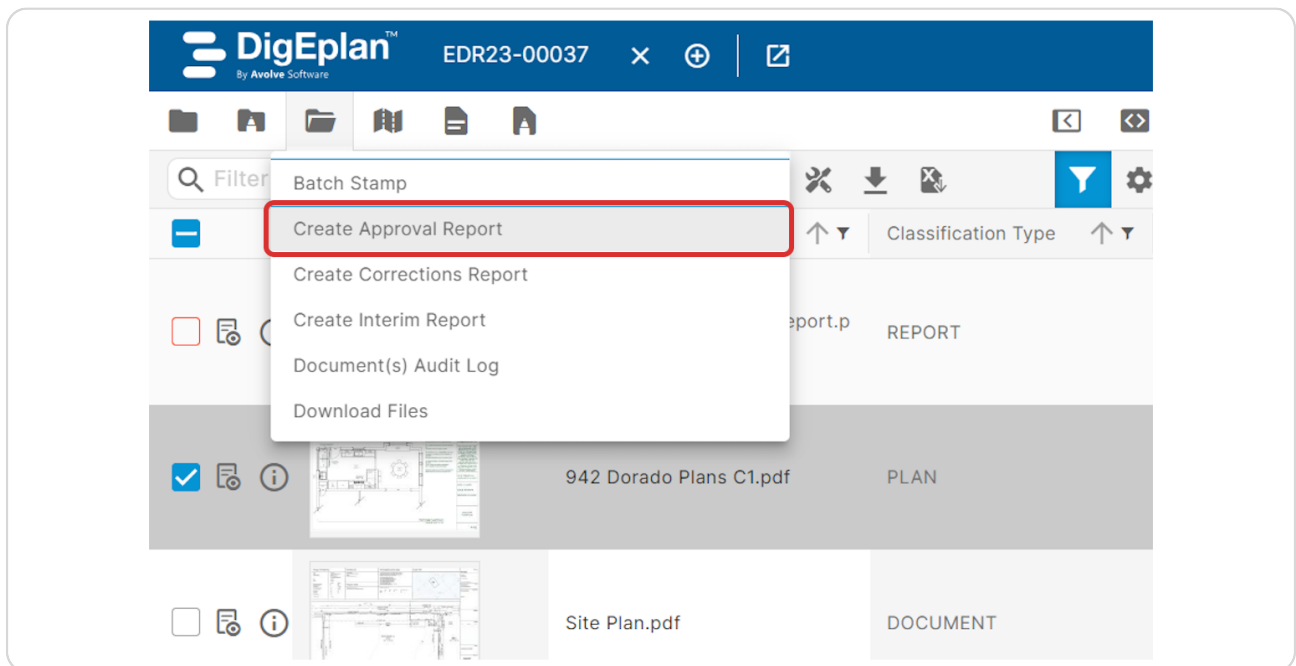 DigEplan™
By Avolve Software
EDR23-00037
Filter
Batch Stamp
Create Approval Report
Create Corrections Report
Create Interim Report
Document(s) Audit Log
Download Files
Classification Type
eport.p
REPORT
942 Dorado Plans C1.pdf
PLAN
Site Plan.pdf
DOCUMENT